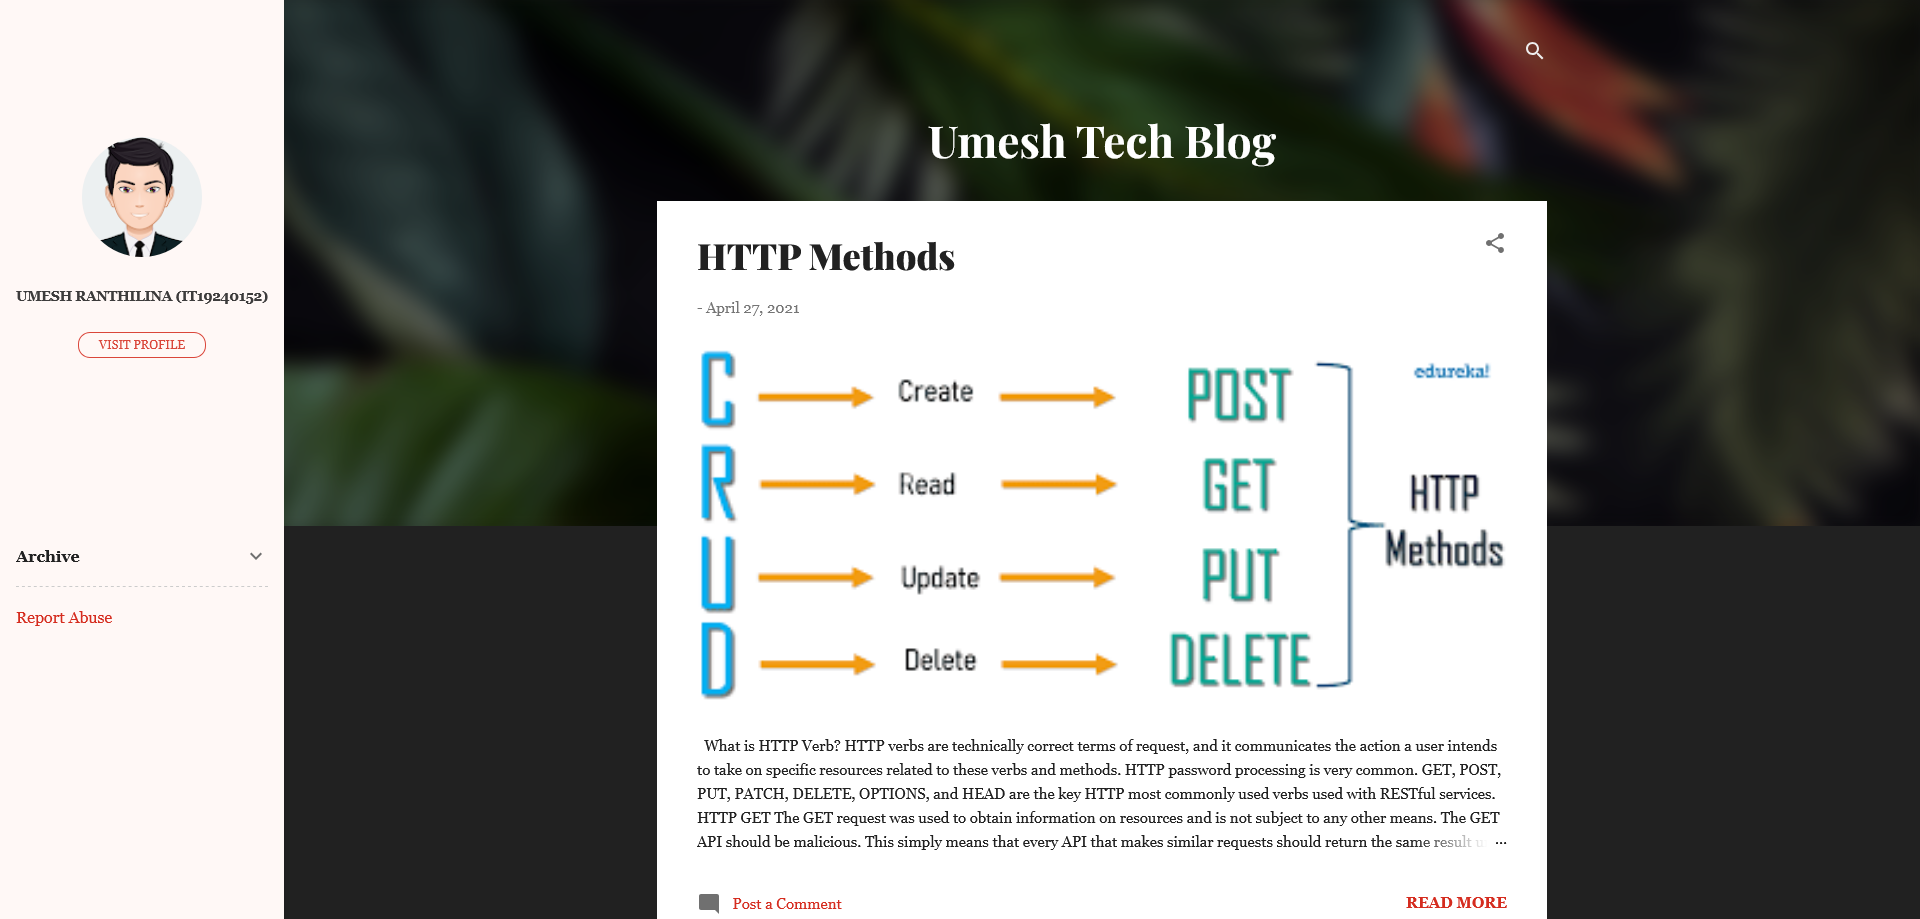 Umesh Tech Blog
UMESH RANTHILINA (IT19240152)
VISIT PROFILE
Archive
Report Abuse
HTTP Methods
- April 27, 2021
C Create POST
R Read GET
U Update PUT
D Delete DELETE
edureka!
HTTP
Methods
What is HTTP Verb? HTTP verbs are technically correct terms of request, and it communicates the action a user intends
to take on specific resources related to these verbs and methods. HTTP password processing is very common. GET, POST,
PUT, PATCH, DELETE, OPTIONS, and HEAD are the key HTTP most commonly used verbs used with RESTful services.
HTTP GET The GET request was used to obtain information on resources and is not subject to any other means. The GET
API should be malicious. This simply means that every API that makes similar requests should return the same result ...
Post a Comment
READ MORE